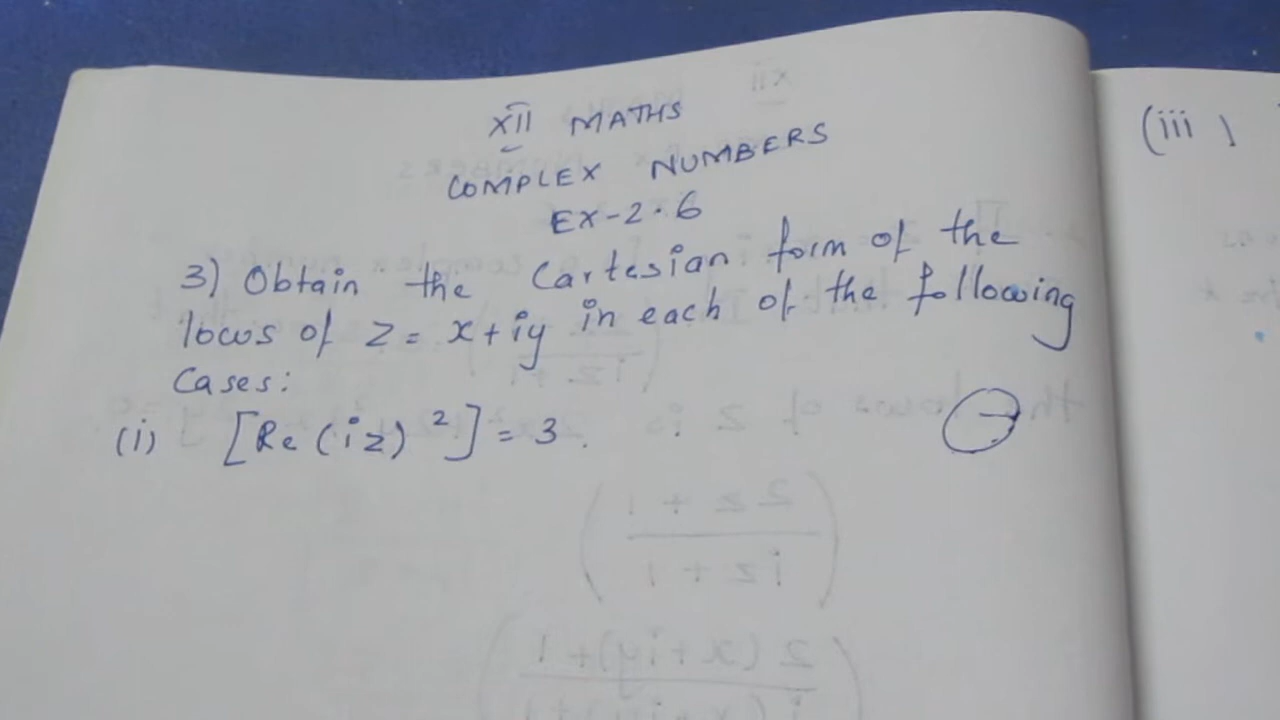 XII MATHS
COMPLEX NUMBERS
EX-2.6
3) Obtain the Cartesian form of the
locus of z = x + iy in each of the following
Cases:
(i) [Re (iz)²] = 3.
(iii)